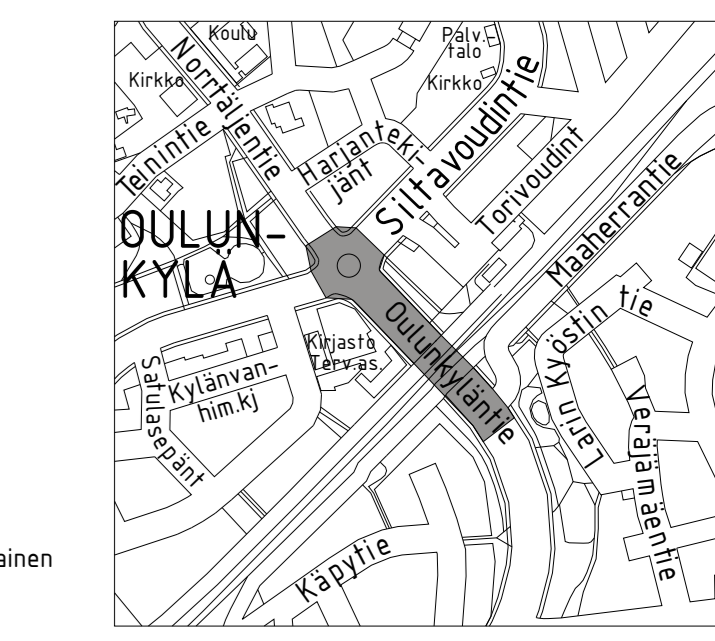 Koulu
Kirkko
Norrtäljentie
Palv.-
talo
Kirkko
Siltavoudintie
Teinintie
Harjanteki-
jänt
Torivoudint
Maaherrantie
OULUN-
KYLÄ
Oulunkyläntie
Larin Kyöstin tie
Kirjasto
Terv.as.
Satulasepänt
Kylänvan-
him.kj
Veräjämäentie
Käpytie
ainen